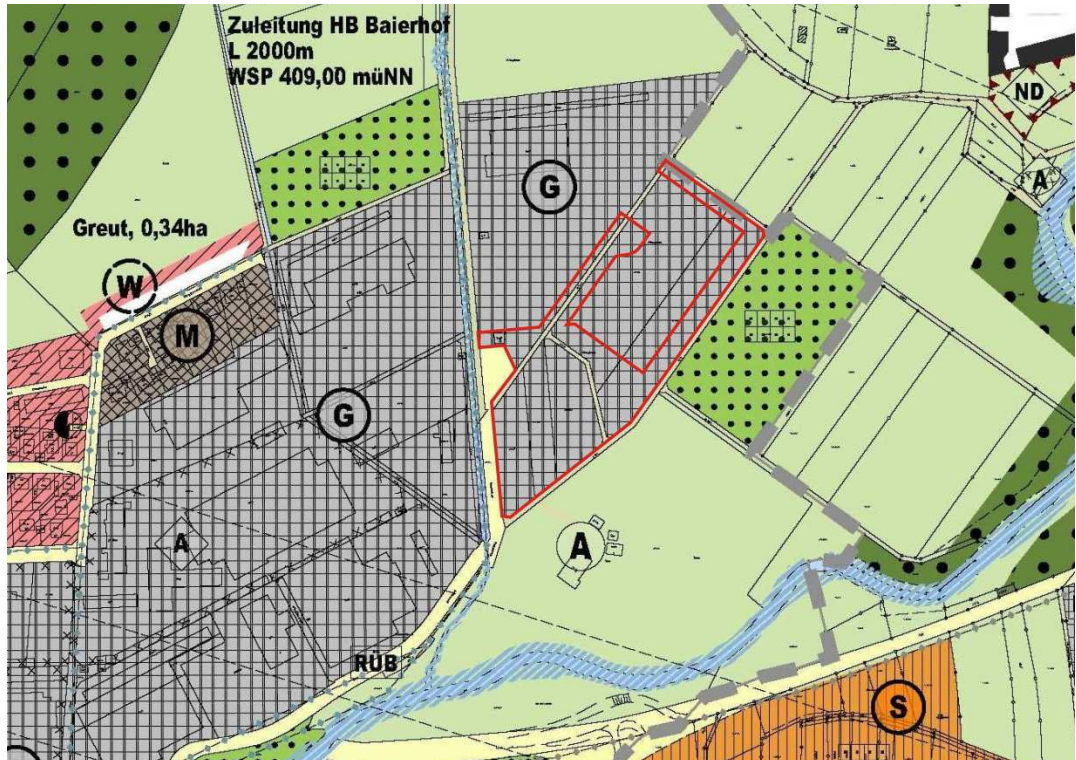 Zuleitung HB Baierhof
L 2000m
WSP 409,00 müNN
ND
G
A
Greut, 0,34ha
W
M
G
A
A
RÜB
S